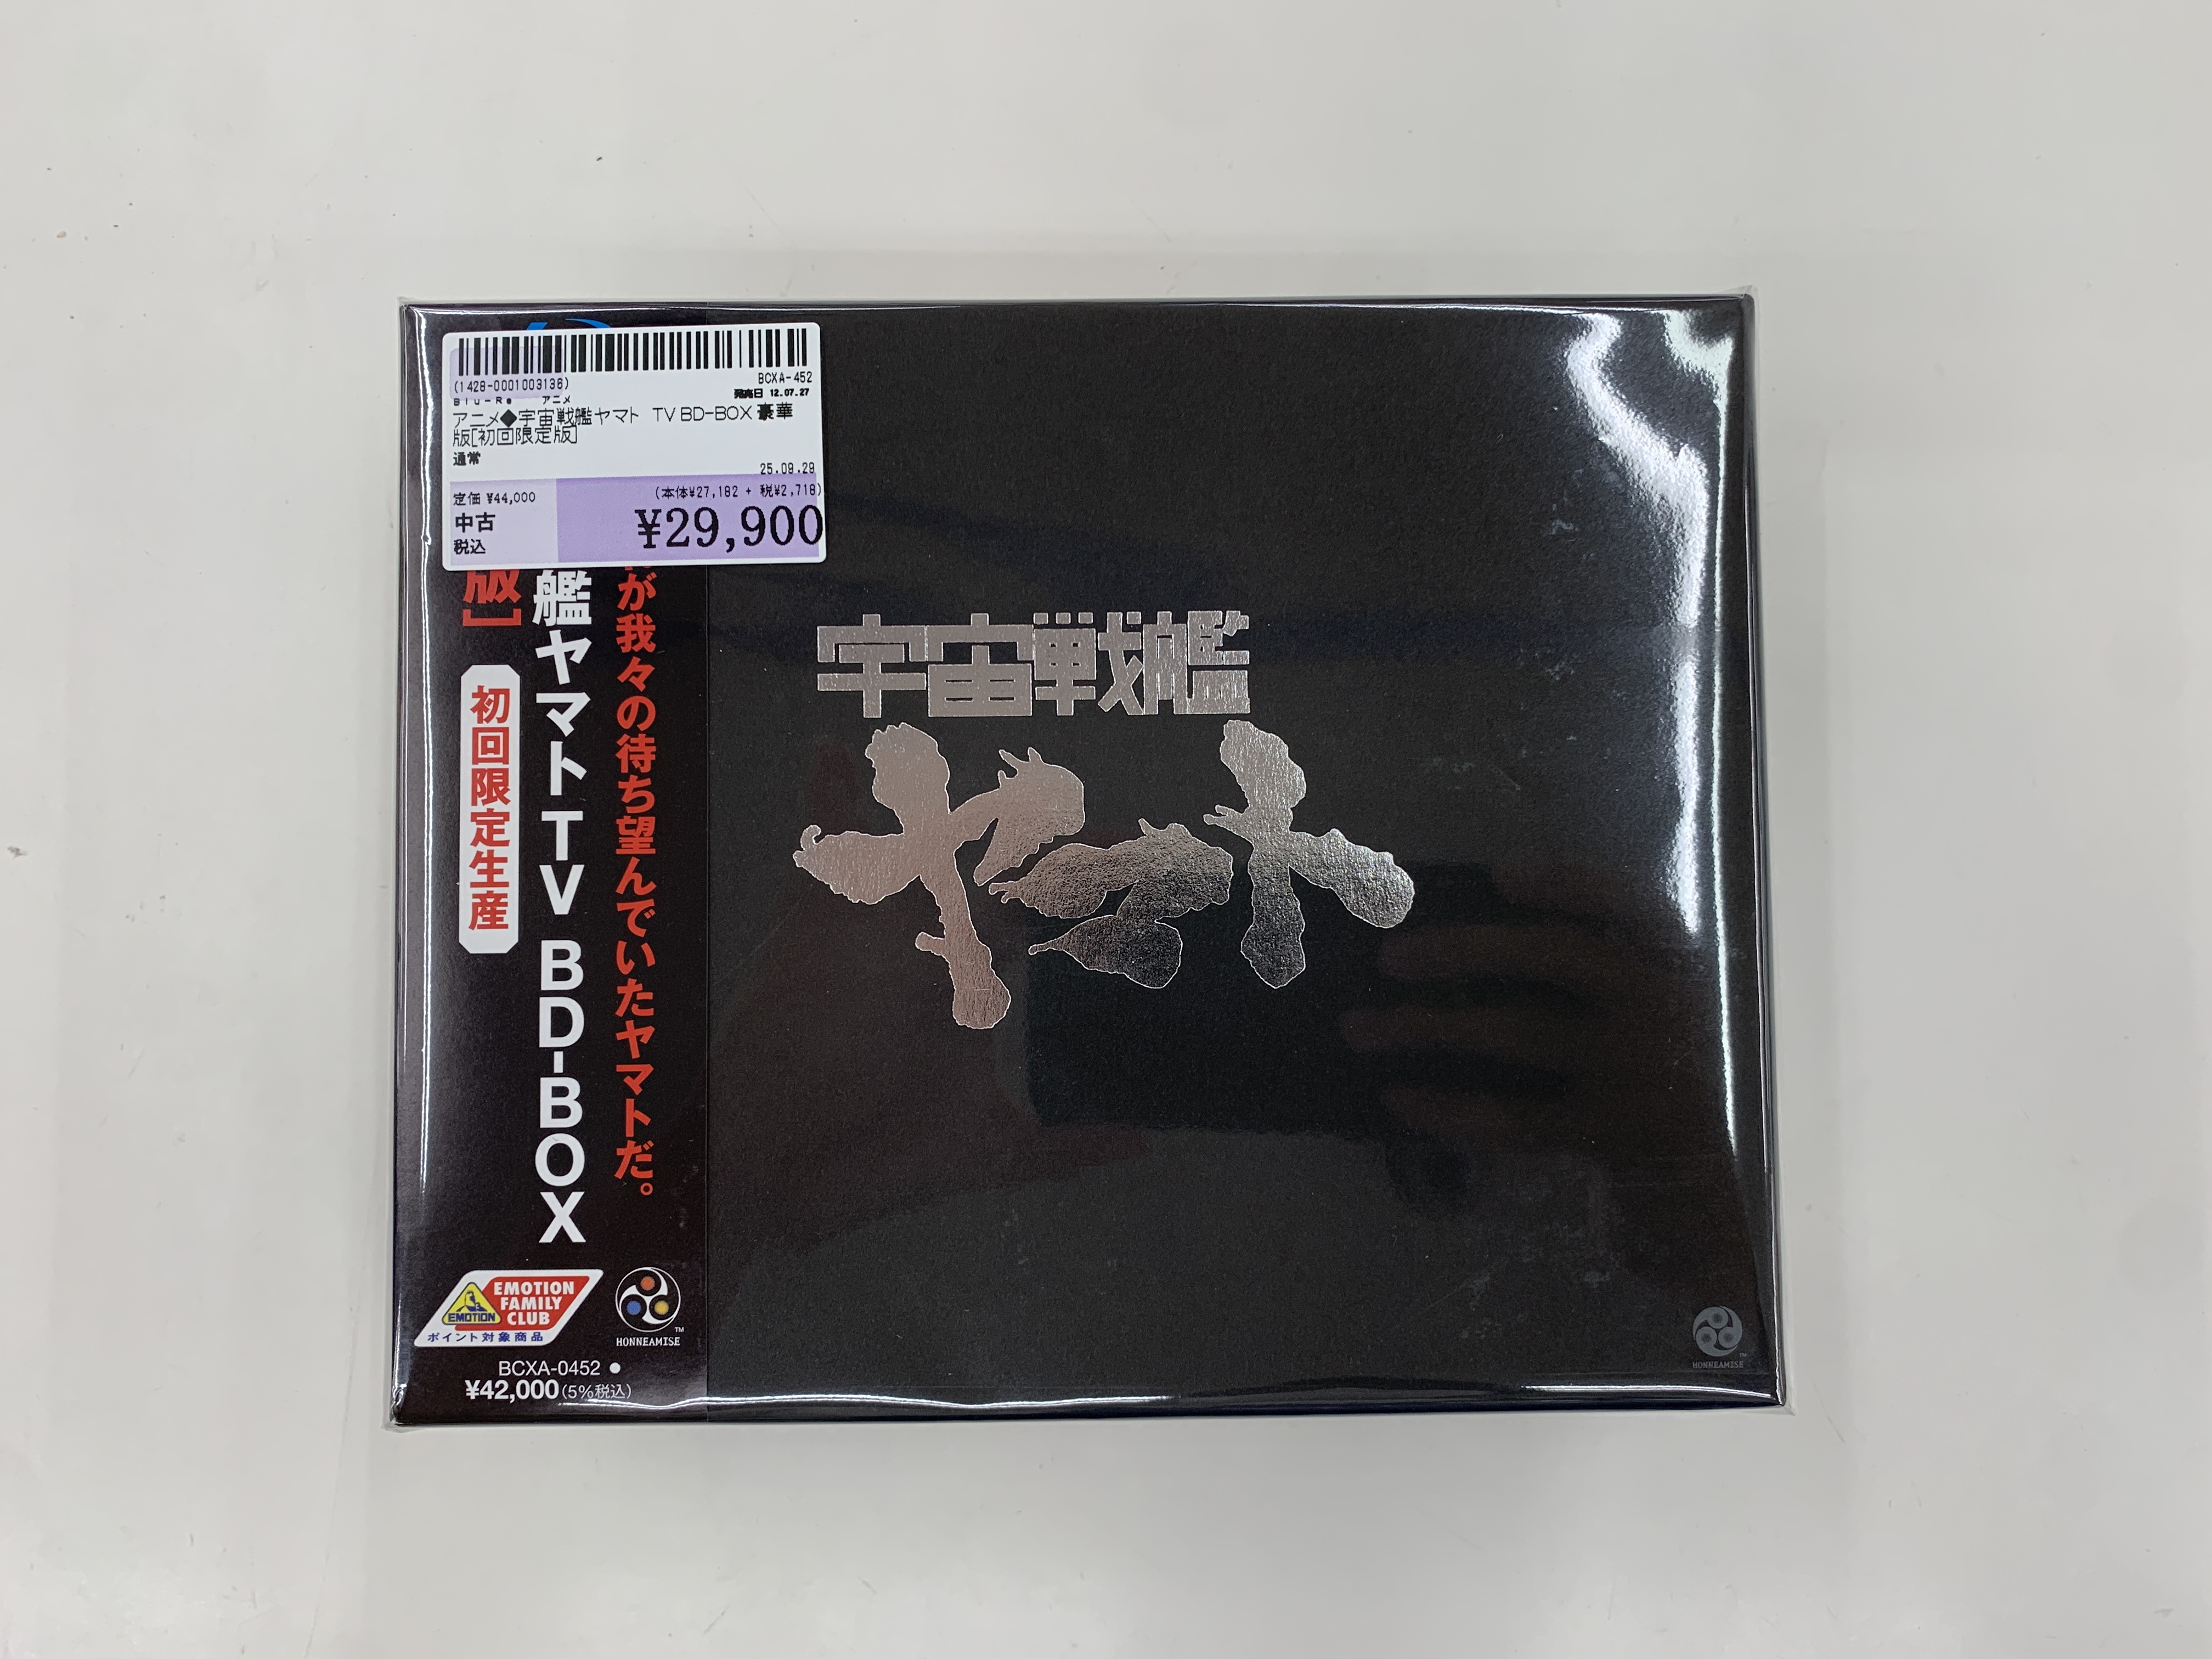 (1428-0001003136)
BCXA-452
Blu-Ra アニメ
発売日 12.07.27
アニメ◆宇宙戦艦ヤマト TV BD-BOX 豪華
版[初回限定版]
通常
25.09.28
定価 ¥44,000
(本体¥27,182 + 税¥2,718)
中古
税込
¥29,900
が我々の待ち望んでいたヤマトだ。
艦ヤマト TV BD-BOX
版]
初回限定生産
EMOTION
FAMILY
CLUB
EMOTION
ポイント対象商品
HONNEAMISE
TM
BCXA-0452 ●
¥42,000(5%税込)
宇宙戦艦
ヤマト
HONNEAMISE
TM